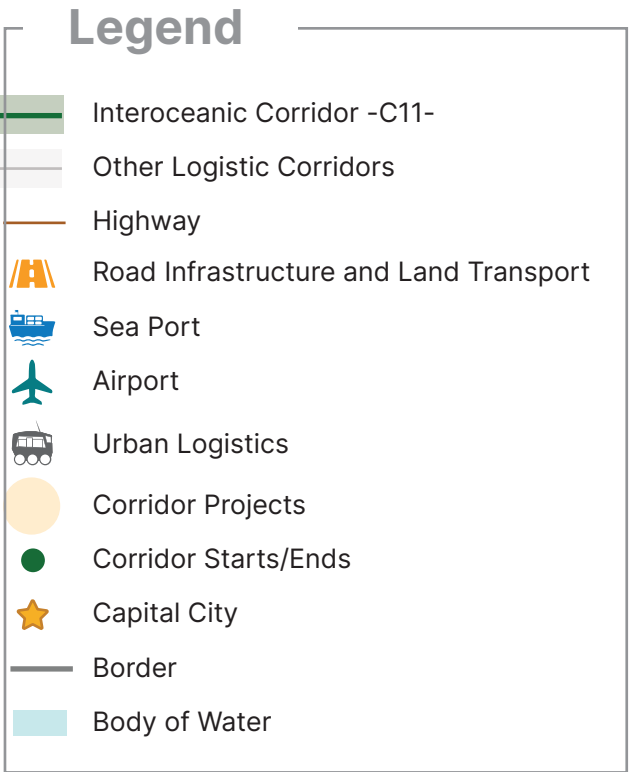 Legend
Interoceanic Corridor -C11-
Other Logistic Corridors
Highway
Road Infrastructure and Land Transport
Sea Port
Airport
Urban Logistics
Corridor Projects
Corridor Starts/Ends
Capital City
Border
Body of Water